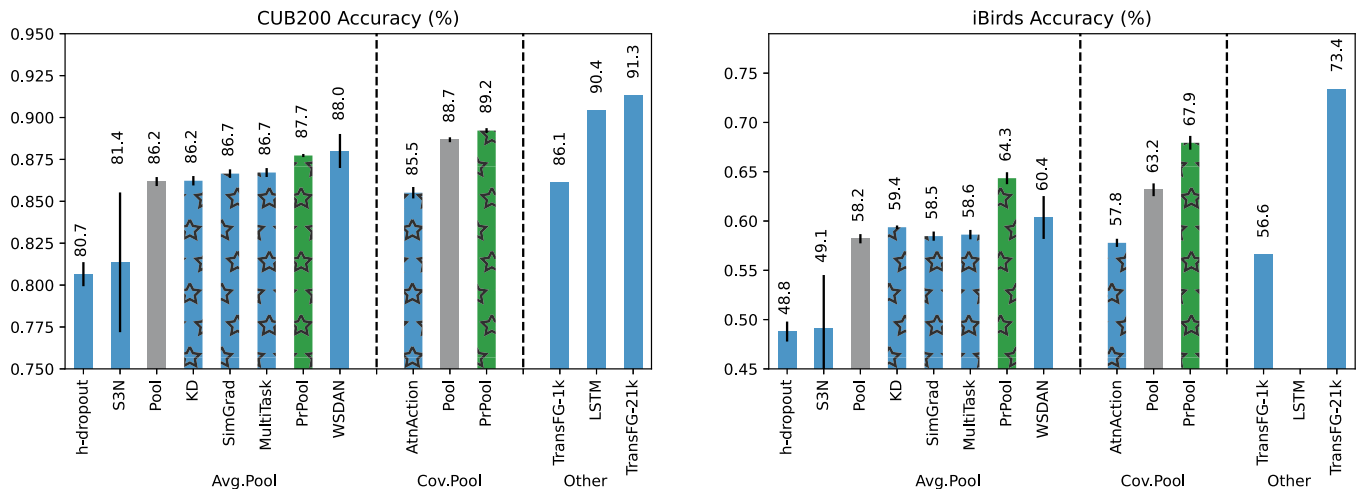 CUB200 Accuracy (%)
0.950
0.925
0.900
0.875
0.850
0.825
0.800
0.775
0.750
80.7
81.4
86.2
86.2
86.7
86.7
87.7
88.0
85.5
88.7
89.2
86.1
90.4
91.3
h-dropout
S3N
Pool
KD
SimGrad
MultiTask
PrPool
WSDAN
AtnAction
Pool
PrPool
TransFG-1k
LSTM
TransFG-21k
Avg.Pool
Cov.Pool
Other
iBirds Accuracy (%)
0.75
0.70
0.65
0.60
0.55
0.50
0.45
48.8
49.1
58.2
59.4
58.5
58.6
64.3
60.4
57.8
63.2
67.9
56.6
73.4
h-dropout
S3N
Pool
KD
SimGrad
MultiTask
PrPool
WSDAN
AtnAction
Pool
PrPool
TransFG-1k
LSTM
TransFG-21k
Avg.Pool
Cov.Pool
Other